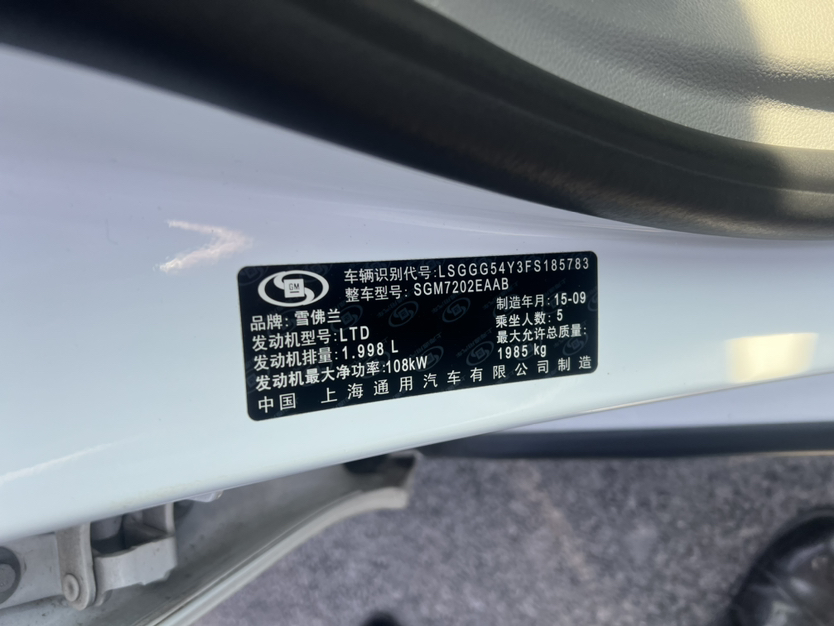 GM
车辆识别代号:LSGGG54Y3FS185783
整车型号: SGM7202EAAB
品牌: 雪佛兰
制造年月: 15-09
发动机型号: LTD
乘坐人数: 5
发动机排量: 1.998 L
最大允许总质量:
1985 kg
发动机最大净功率:108kW
中国 上海通用汽车有限公司制造